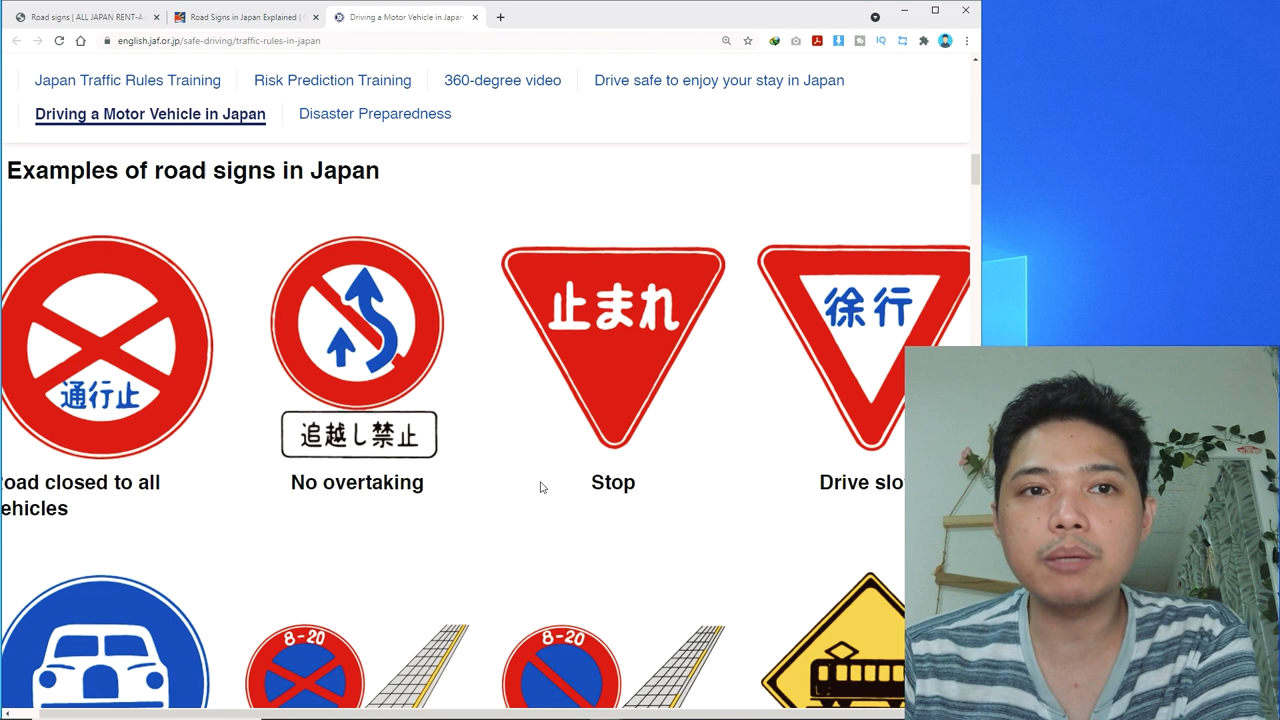 Road signs | ALL JAPAN RENT-A-
Road Signs in Japan Explained |
Driving a Motor Vehicle in Japan
english.jaf.or.jp/safe-driving/traffic-rules-in-japan
Japan Traffic Rules Training
Risk Prediction Training
360-degree video
Drive safe to enjoy your stay in Japan
Driving a Motor Vehicle in Japan
Disaster Preparedness
Examples of road signs in Japan
通行止
追越し禁止
止まれ
徐行
oad closed to all
ehicles
No overtaking
Stop
Drive slo
8-20
8-20